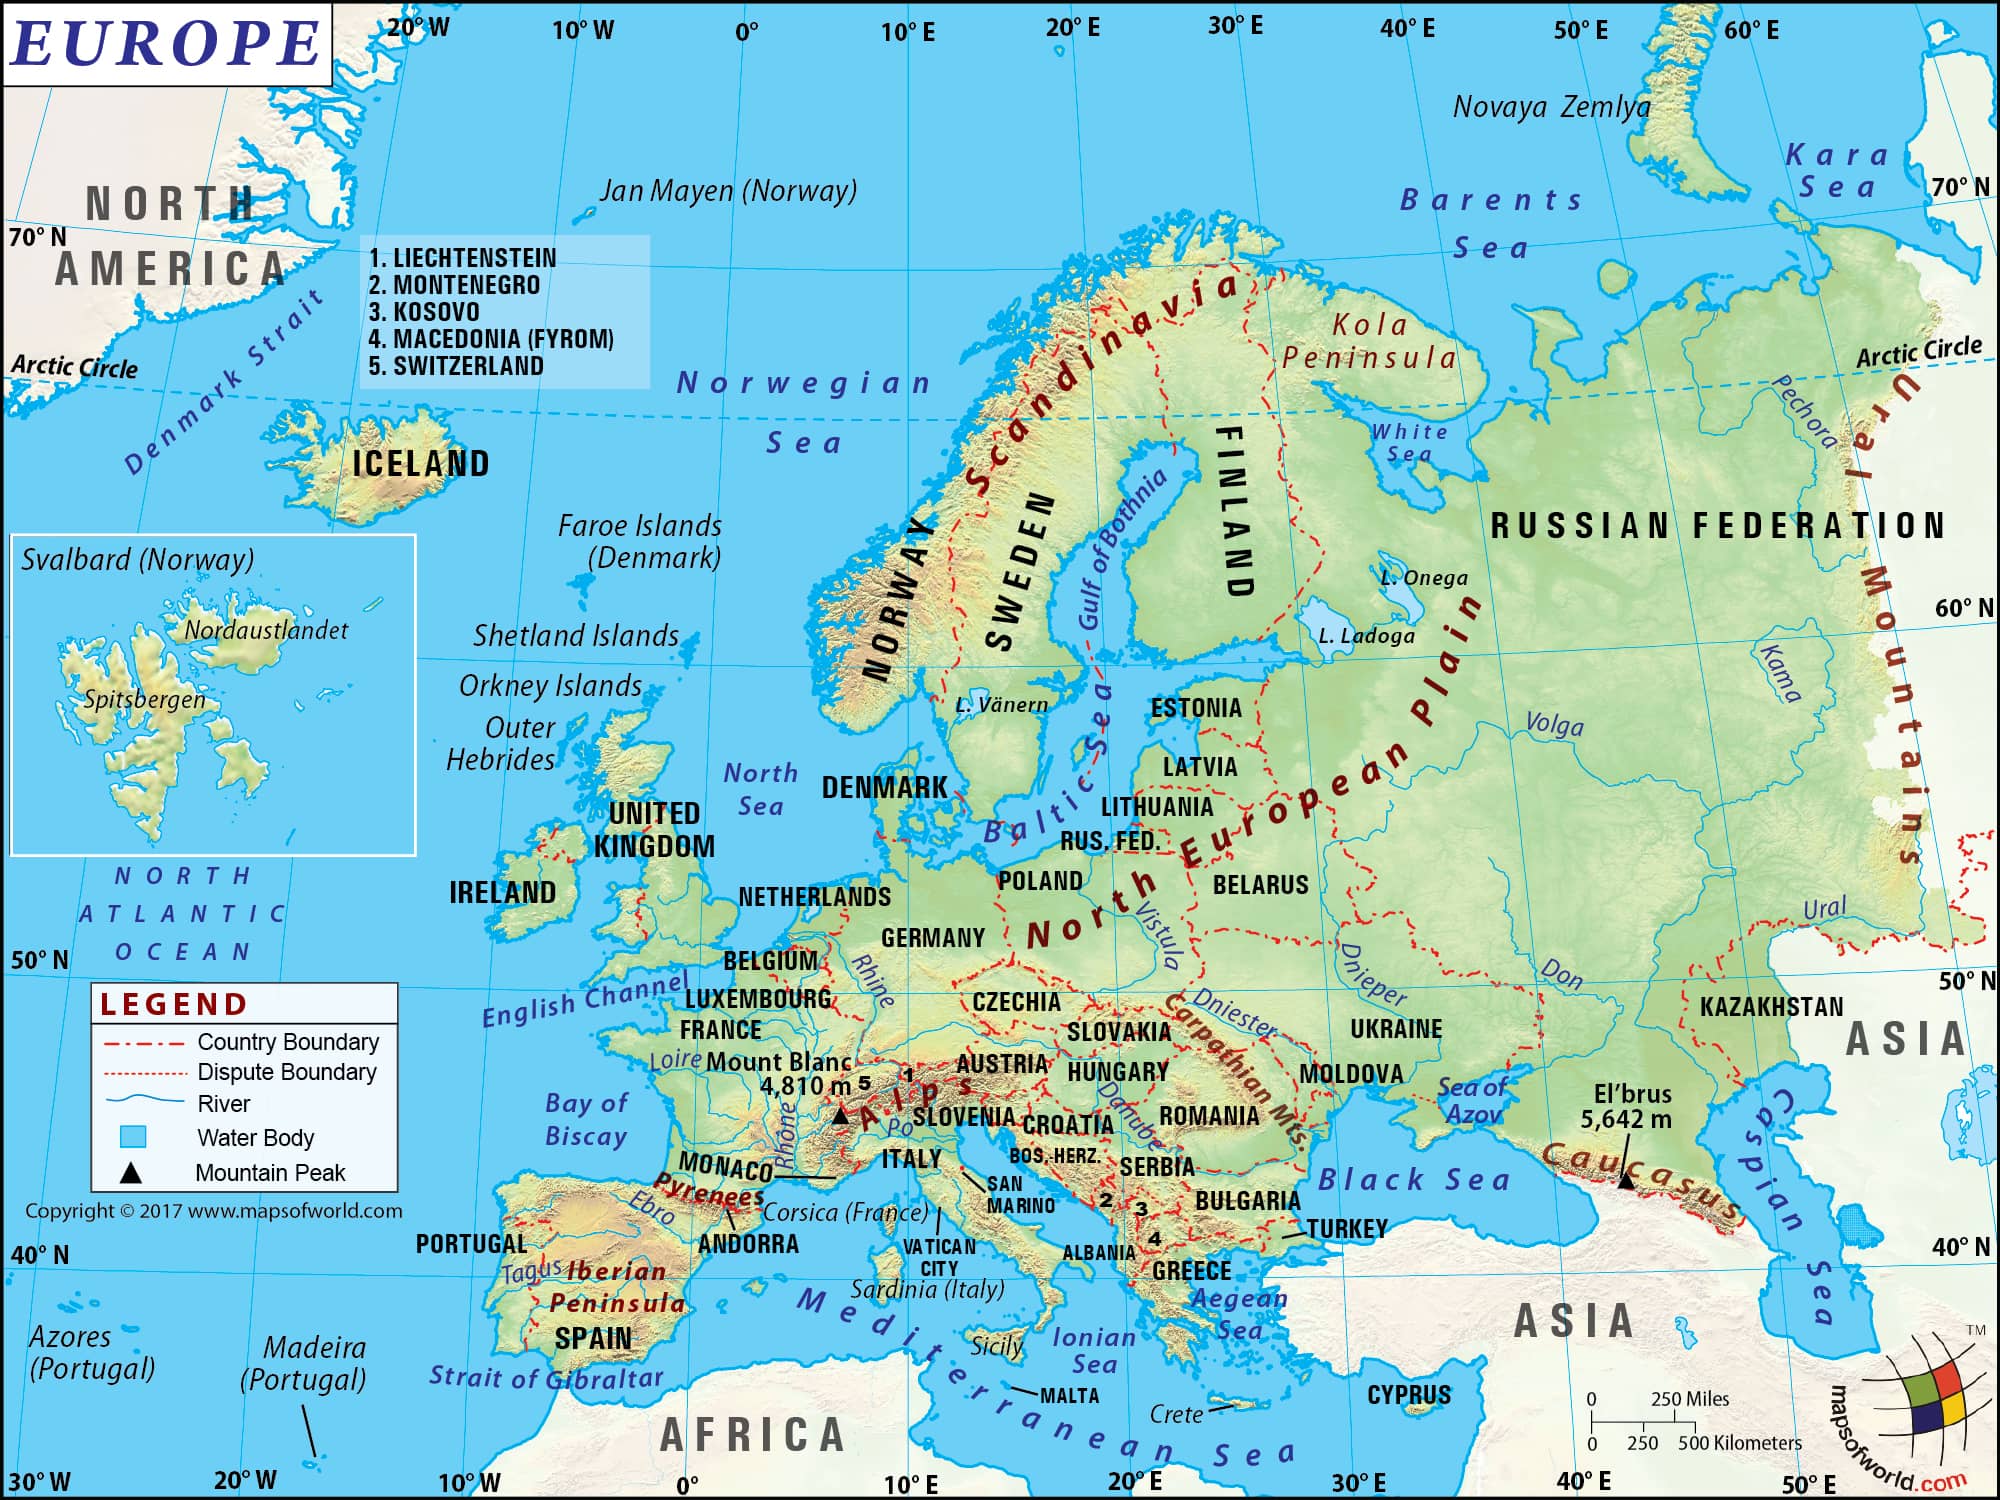 EUROPE
20° W
10° W
0°
10° E
20° E
30° E
40° E
50° E
60° E
Novaya Zemlya
Kara
Sea
70° N
Barents
Sea
Jan Mayen (Norway)
NORTH
AMERICA
70° N
1. LIECHTENSTEIN
2. MONTENEGRO
3. KOSOVO
4. MACEDONIA (FYROM)
5. SWITZERLAND
Denmark Strait
Arctic Circle
Arctic Circle
Norwegian
Sea
Scandinavia
Kola
Peninsula
White
Sea
Pechora
Ural Mountains
ICELAND
Faroe Islands
(Denmark)
NORWAY
SWEDEN
FINLAND
Gulf of Bothnia
RUSSIAN FEDERATION
L. Onega
L. Ladoga
60° N
Kama
Volga
Svalbard (Norway)
Nordaustlandet
Spitsbergen
Shetland Islands
Orkney Islands
Outer
Hebrides
L. Vänern
Baltic Sea
ESTONIA
LATVIA
LITHUANIA
RUS. FED.
North European Plain
North
Sea
DENMARK
UNITED
KINGDOM
IRELAND
NETHERLANDS
POLAND
BELARUS
GERMANY
Vistula
NORTH
ATLANTIC
OCEAN
50° N
BELGIUM
Rhine
English Channel
LUXEMBOURG
CZECHIA
Dniester
Dnieper
Don
Ural
50° N
KAZAKHSTAN
ASIA
LEGEND
Country Boundary
Dispute Boundary
River
Water Body
Mountain Peak
Copyright © 2017 www.mapsofworld.com
FRANCE
Loire
Mount Blanc
4,810 m
5
1
Alps
AUSTRIA
SLOVAKIA
HUNGARY
Carpathian Mts.
UKRAINE
MOLDOVA
Sea of
Azov
El'brus
5,642 m
Caucasus
Caspian Sea
Bay of
Biscay
Rhône
Po
SLOVENIA
CROATIA
Danube
ROMANIA
BOS.-HERZ.
SERBIA
ITALY
MONACO
Pyrenees
Ebro
Corsica (France)
SAN
MARINO
2
3
4
BULGARIA
Black Sea
TURKEY
40° N
40° N
PORTUGAL
ANDORRA
VATICAN
CITY
ALBANIA
GREECE
Tagus
Iberian
Peninsula
SPAIN
Sardinia (Italy)
Mediterranean Sea
Aegean
Sea
Ionian
Sea
Sicily
ASIA
Azores
(Portugal)
Madeira
(Portugal)
Strait of Gibraltar
MALTA
Crete
CYPRUS
AFRICA
0 250 Miles
0 250 500 Kilometers
TM
mapsofworld.com
30° W
20° W
10° W
0°
10° E
20° E
30° E
40° E
50° E